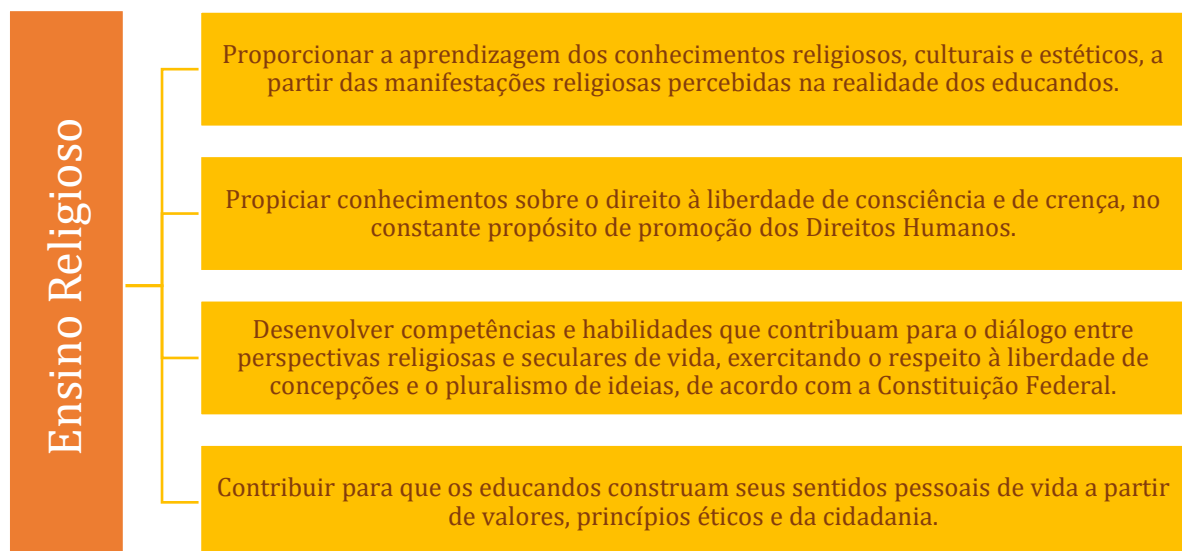 Ensino Religioso
Proporcionar a aprendizagem dos conhecimentos religiosos, culturais e estéticos, a
partir das manifestações religiosas percebidas na realidade dos educandos.
Propiciar conhecimentos sobre o direito à liberdade de consciência e de crença, no
constante propósito de promoção dos Direitos Humanos.
Desenvolver competências e habilidades que contribuam para o diálogo entre
perspectivas religiosas e seculares de vida, exercitando o respeito à liberdade de
concepções e o pluralismo de ideias, de acordo com a Constituição Federal.
Contribuir para que os educandos construam seus sentidos pessoais de vida a partir
de valores, princípios éticos e da cidadania.